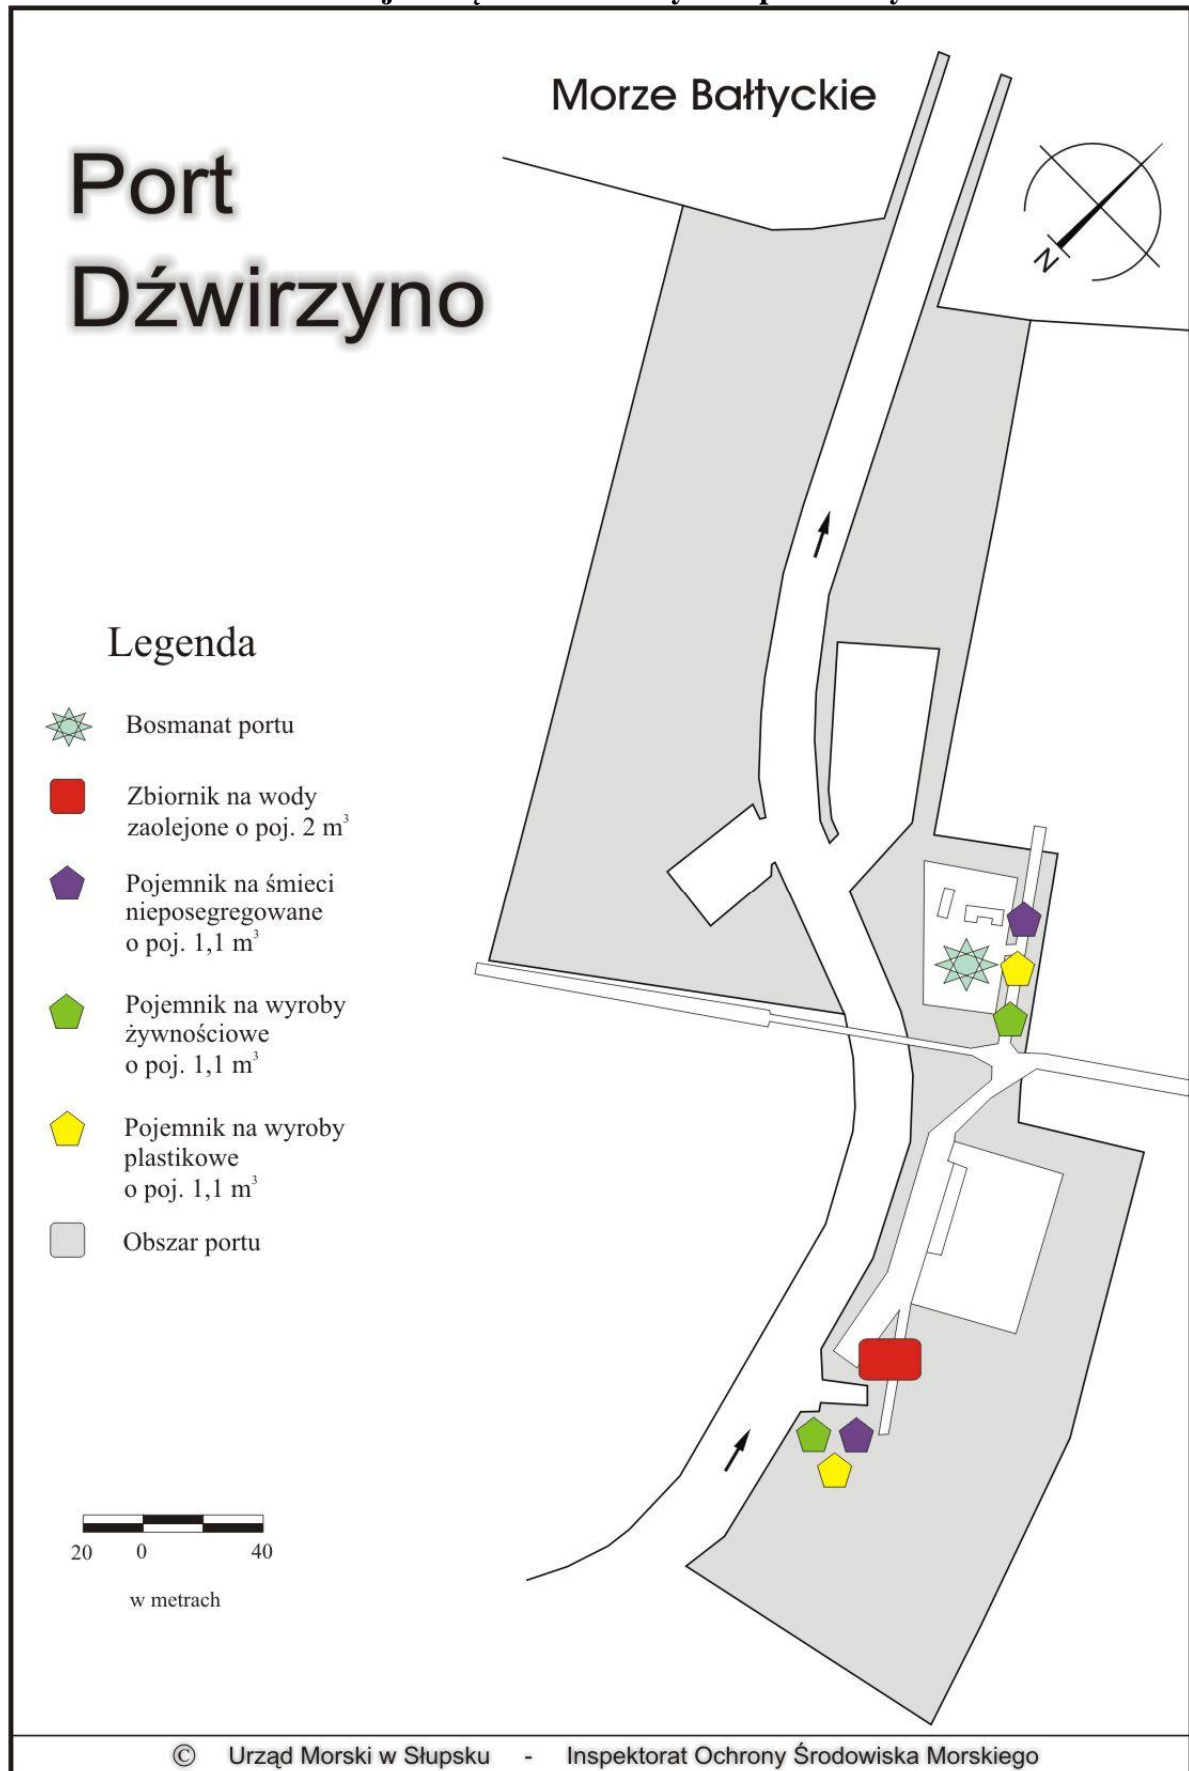 Morze Bałtyckie
Port
Dźwirzyno
N
Legenda
Bosmanat portu
Zbiornik na wody
zaolejone o poj. 2 m³
Pojemnik na śmieci
nieposegregowane
o poj. 1,1 m³
Pojemnik na wyroby
żywnościowe
o poj. 1,1 m³
Pojemnik na wyroby
plastikowe
o poj. 1,1 m³
Obszar portu
20 0 40
w metrach
© Urząd Morski w Słupsku - Inspektorat Ochrony Środowiska Morskiego